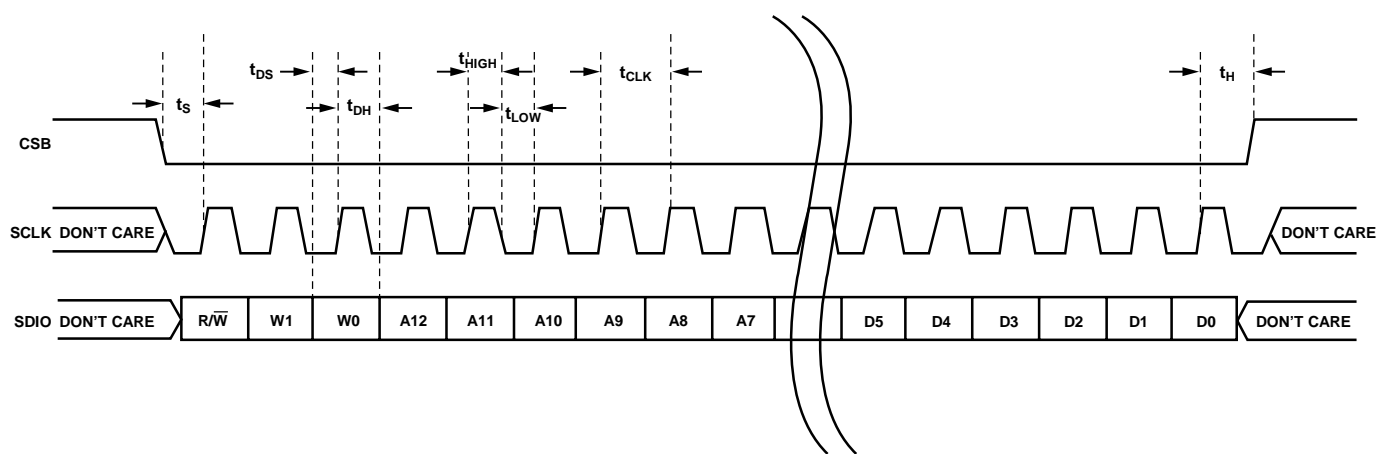 tS
tDS
tDH
tHIGH
tLOW
tCLK
tH
CSB
SCLK DON'T CARE
DON'T CARE
SDIO DON'T CARE R/W̅ W1 W0 A12 A11 A10 A9 A8 A7 D5 D4 D3 D2 D1 D0 DON'T CARE